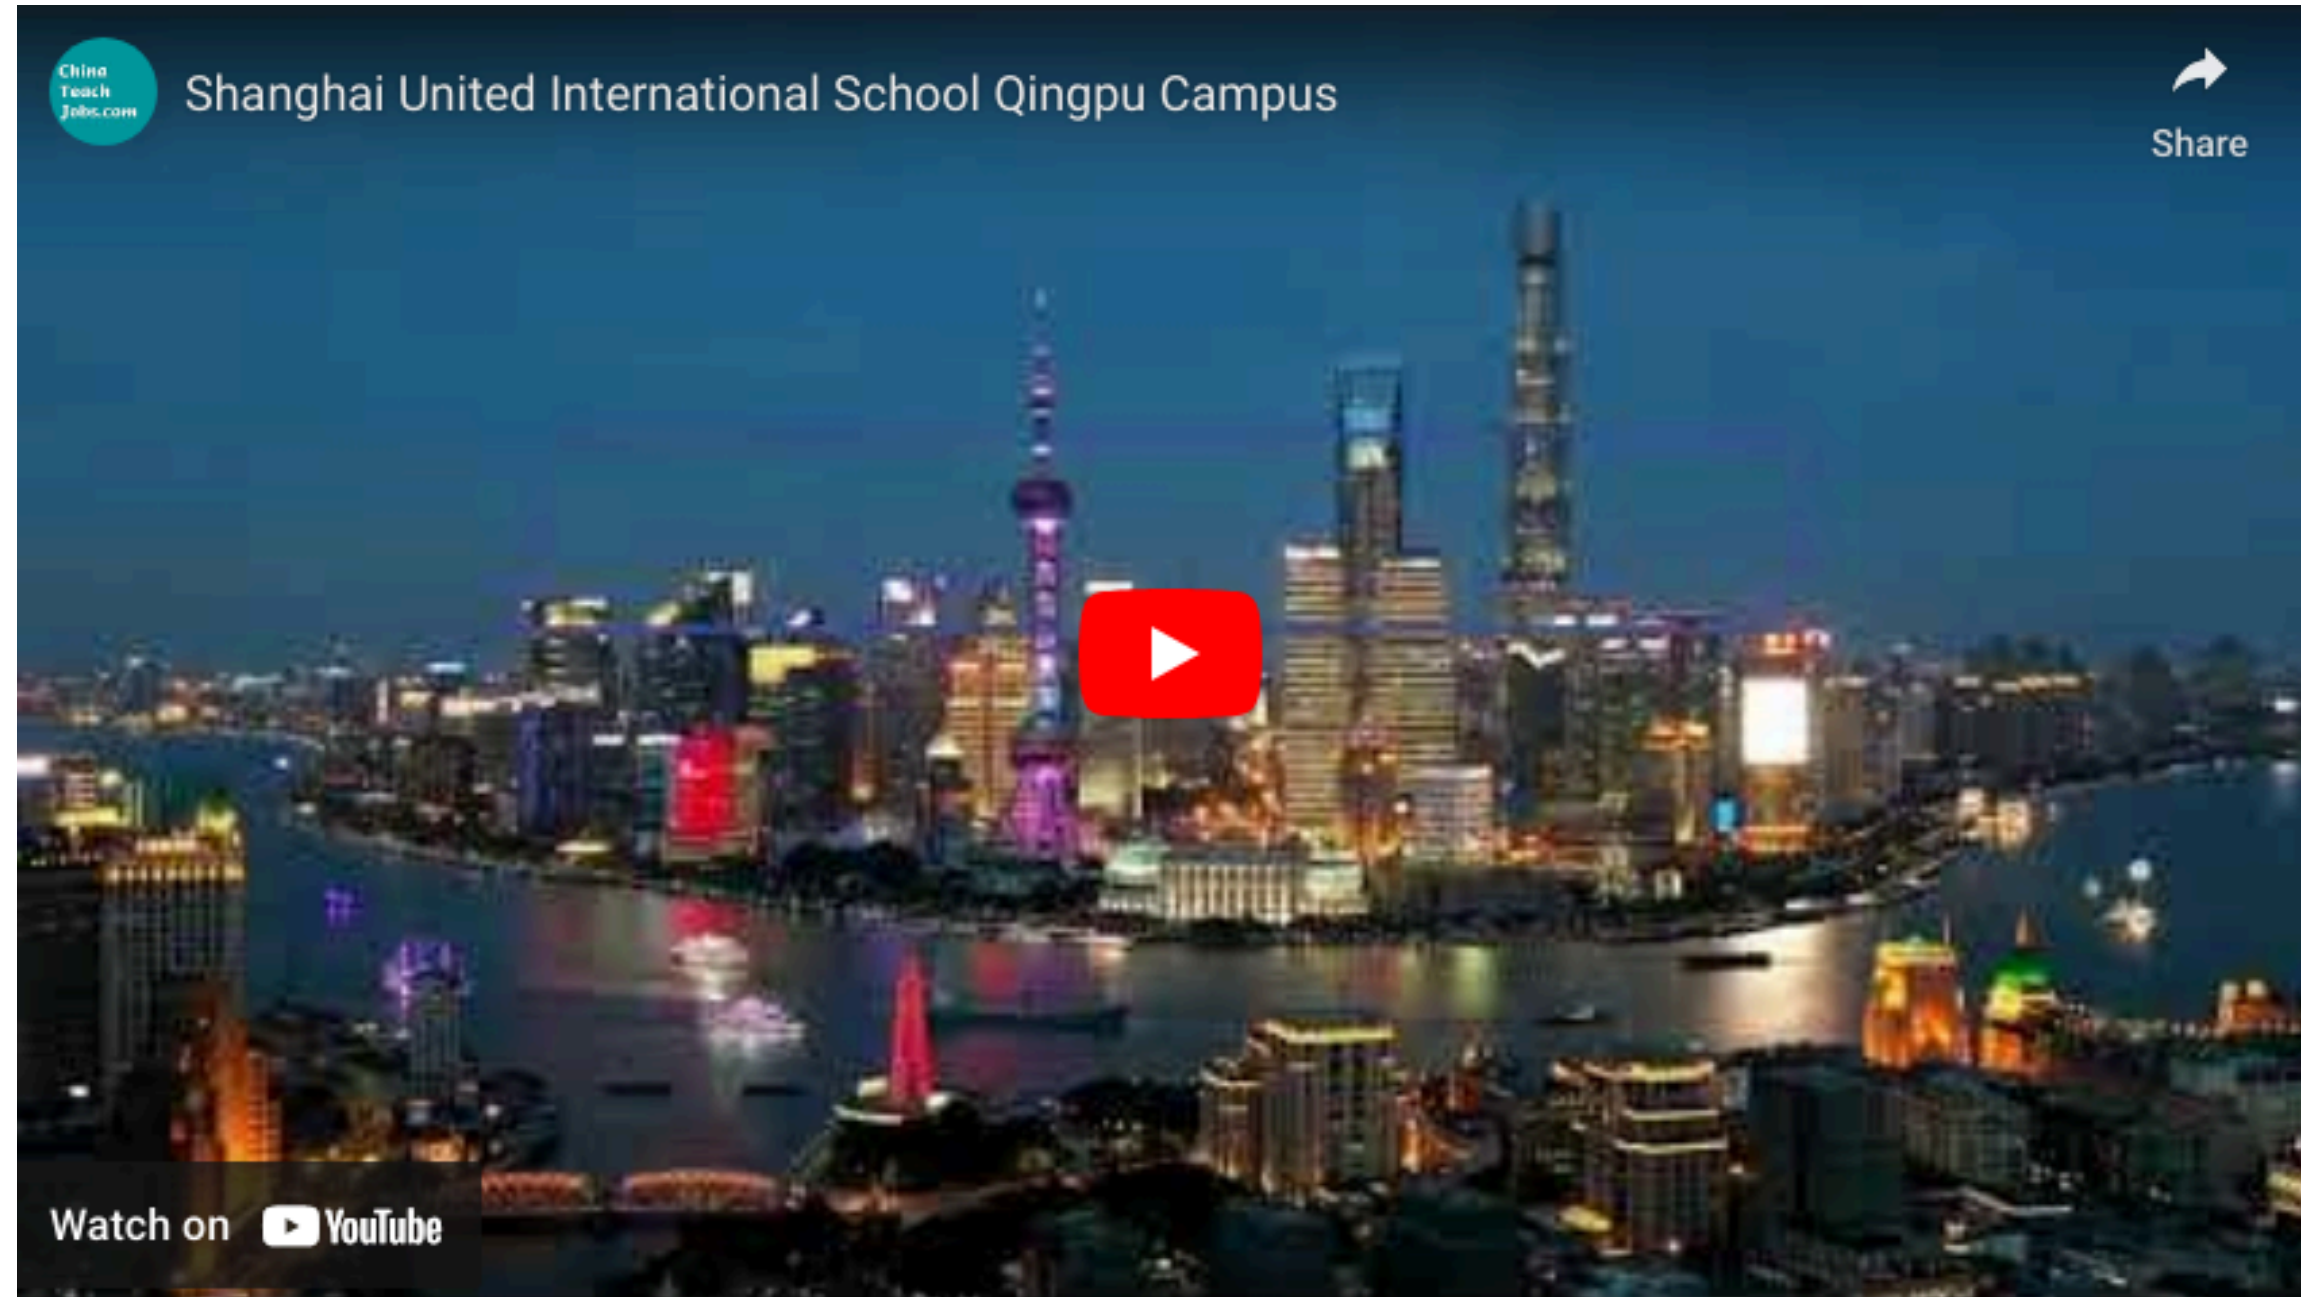 China
Teach
Jobs.com
Shanghai United International School Qingpu Campus
Share
Watch on YouTube